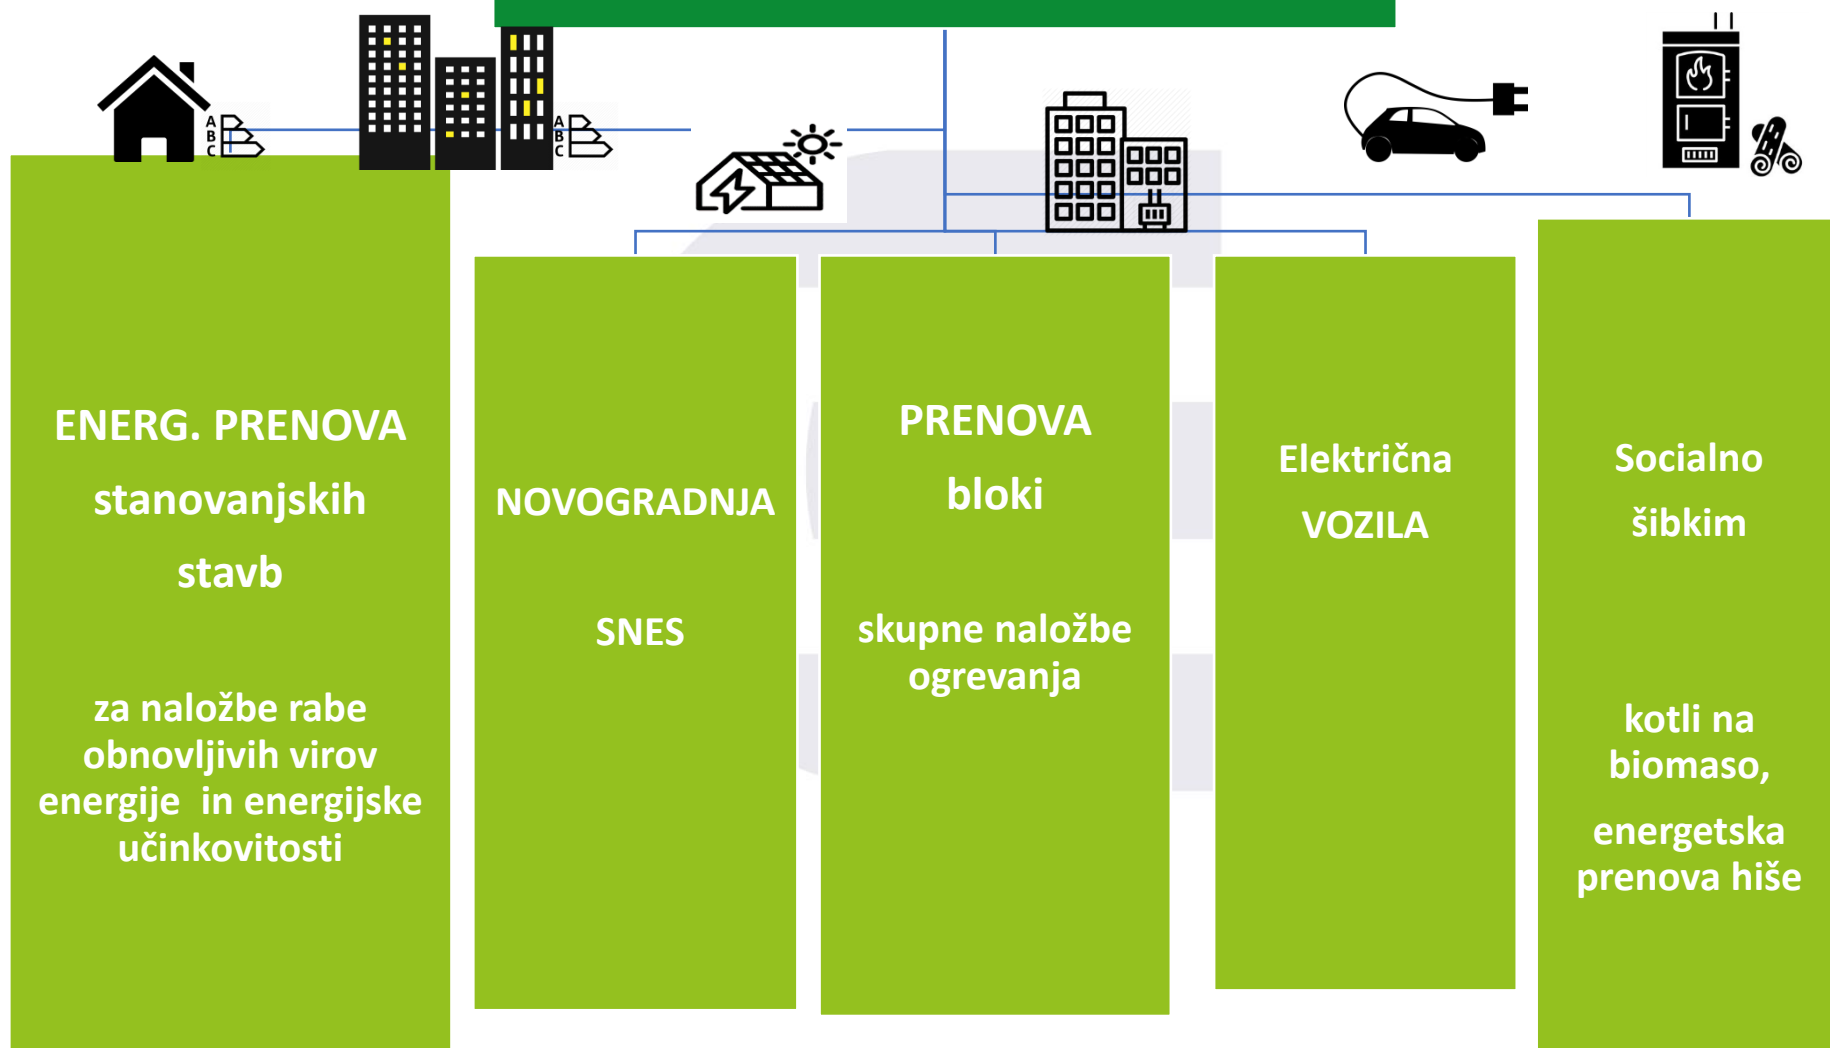 A
B
C
A
B
C
ENERG. PRENOVA
stanovanjskih
stavb
za naložbe rabe
obnovljivih virov
energije  in energijske
učinkovitosti
NOVOGRADNJA
SNES
PRENOVA
bloki
skupne naložbe
ogrevanja
Električna
VOZILA
Socialno
šibkim
kotli na
biomaso,
energetska
prenova hiše